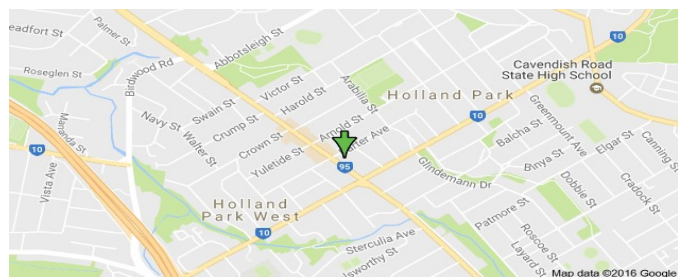 eadfort St
Palmer St
Abbotsleigh St
10
Roseglen St
Birdwood Rd
Cavendish Road
State High School
Victor St
Arabilla St
Swain St
Harold St
Holland Park
Navy St
Crump St
Arnold St
10
Greenmount Ave
Walter St
Crown St
arter Ave
Balcha St
Elgar St
Canning St
Marnanda St
10
Yuletide St
Binya St
Vista Ave
95
Glindemann Dr
Dobbie St
Cradock St
Holland
Park West
Patmore St
10
Roscoe St
Sterculia Ave
Layard St
lsworthy St
Map data ©2016 Google